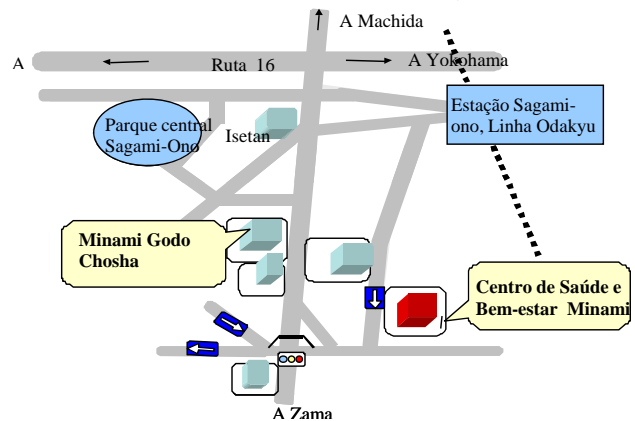 A Machida
A
Ruta 16
A Yokohama
Estação Sagami-
ono, Linha Odakyu
Parque central
Sagami-Ono
Isetan
Minami Godo
Chosha
Centro de Saúde e
Bem-estar Minami
A Zama